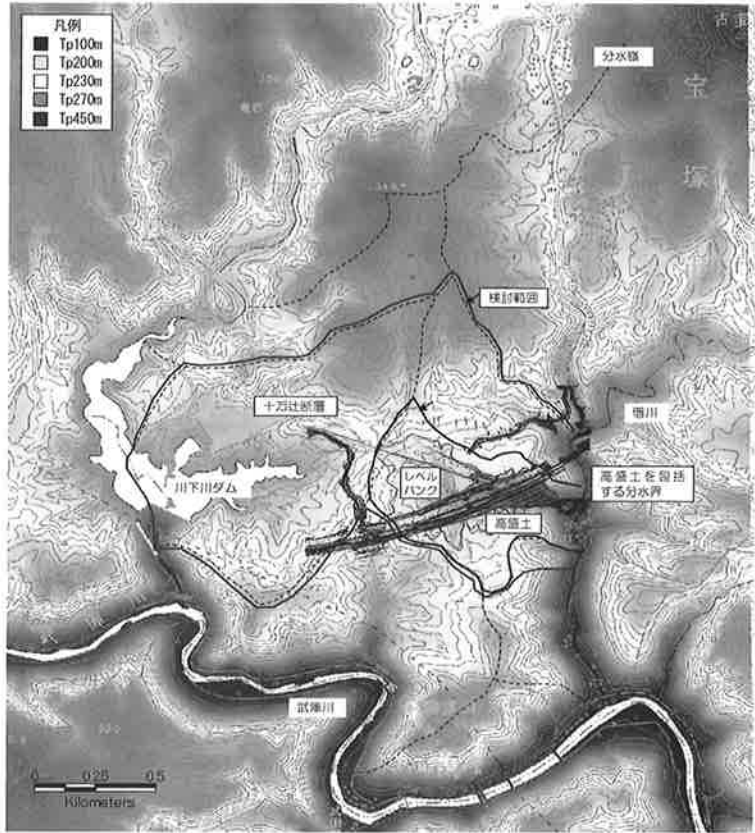 凡例
Tp100m
Tp200m
Tp230m
Tp270m
Tp450m
分水嶺
宝
塚
検討範囲
十万辻断層
川下川ダム
レベル
バンク
高盛土
高盛土を包括
する分水界
武庫川
0 0.25 0.5
Kilometers